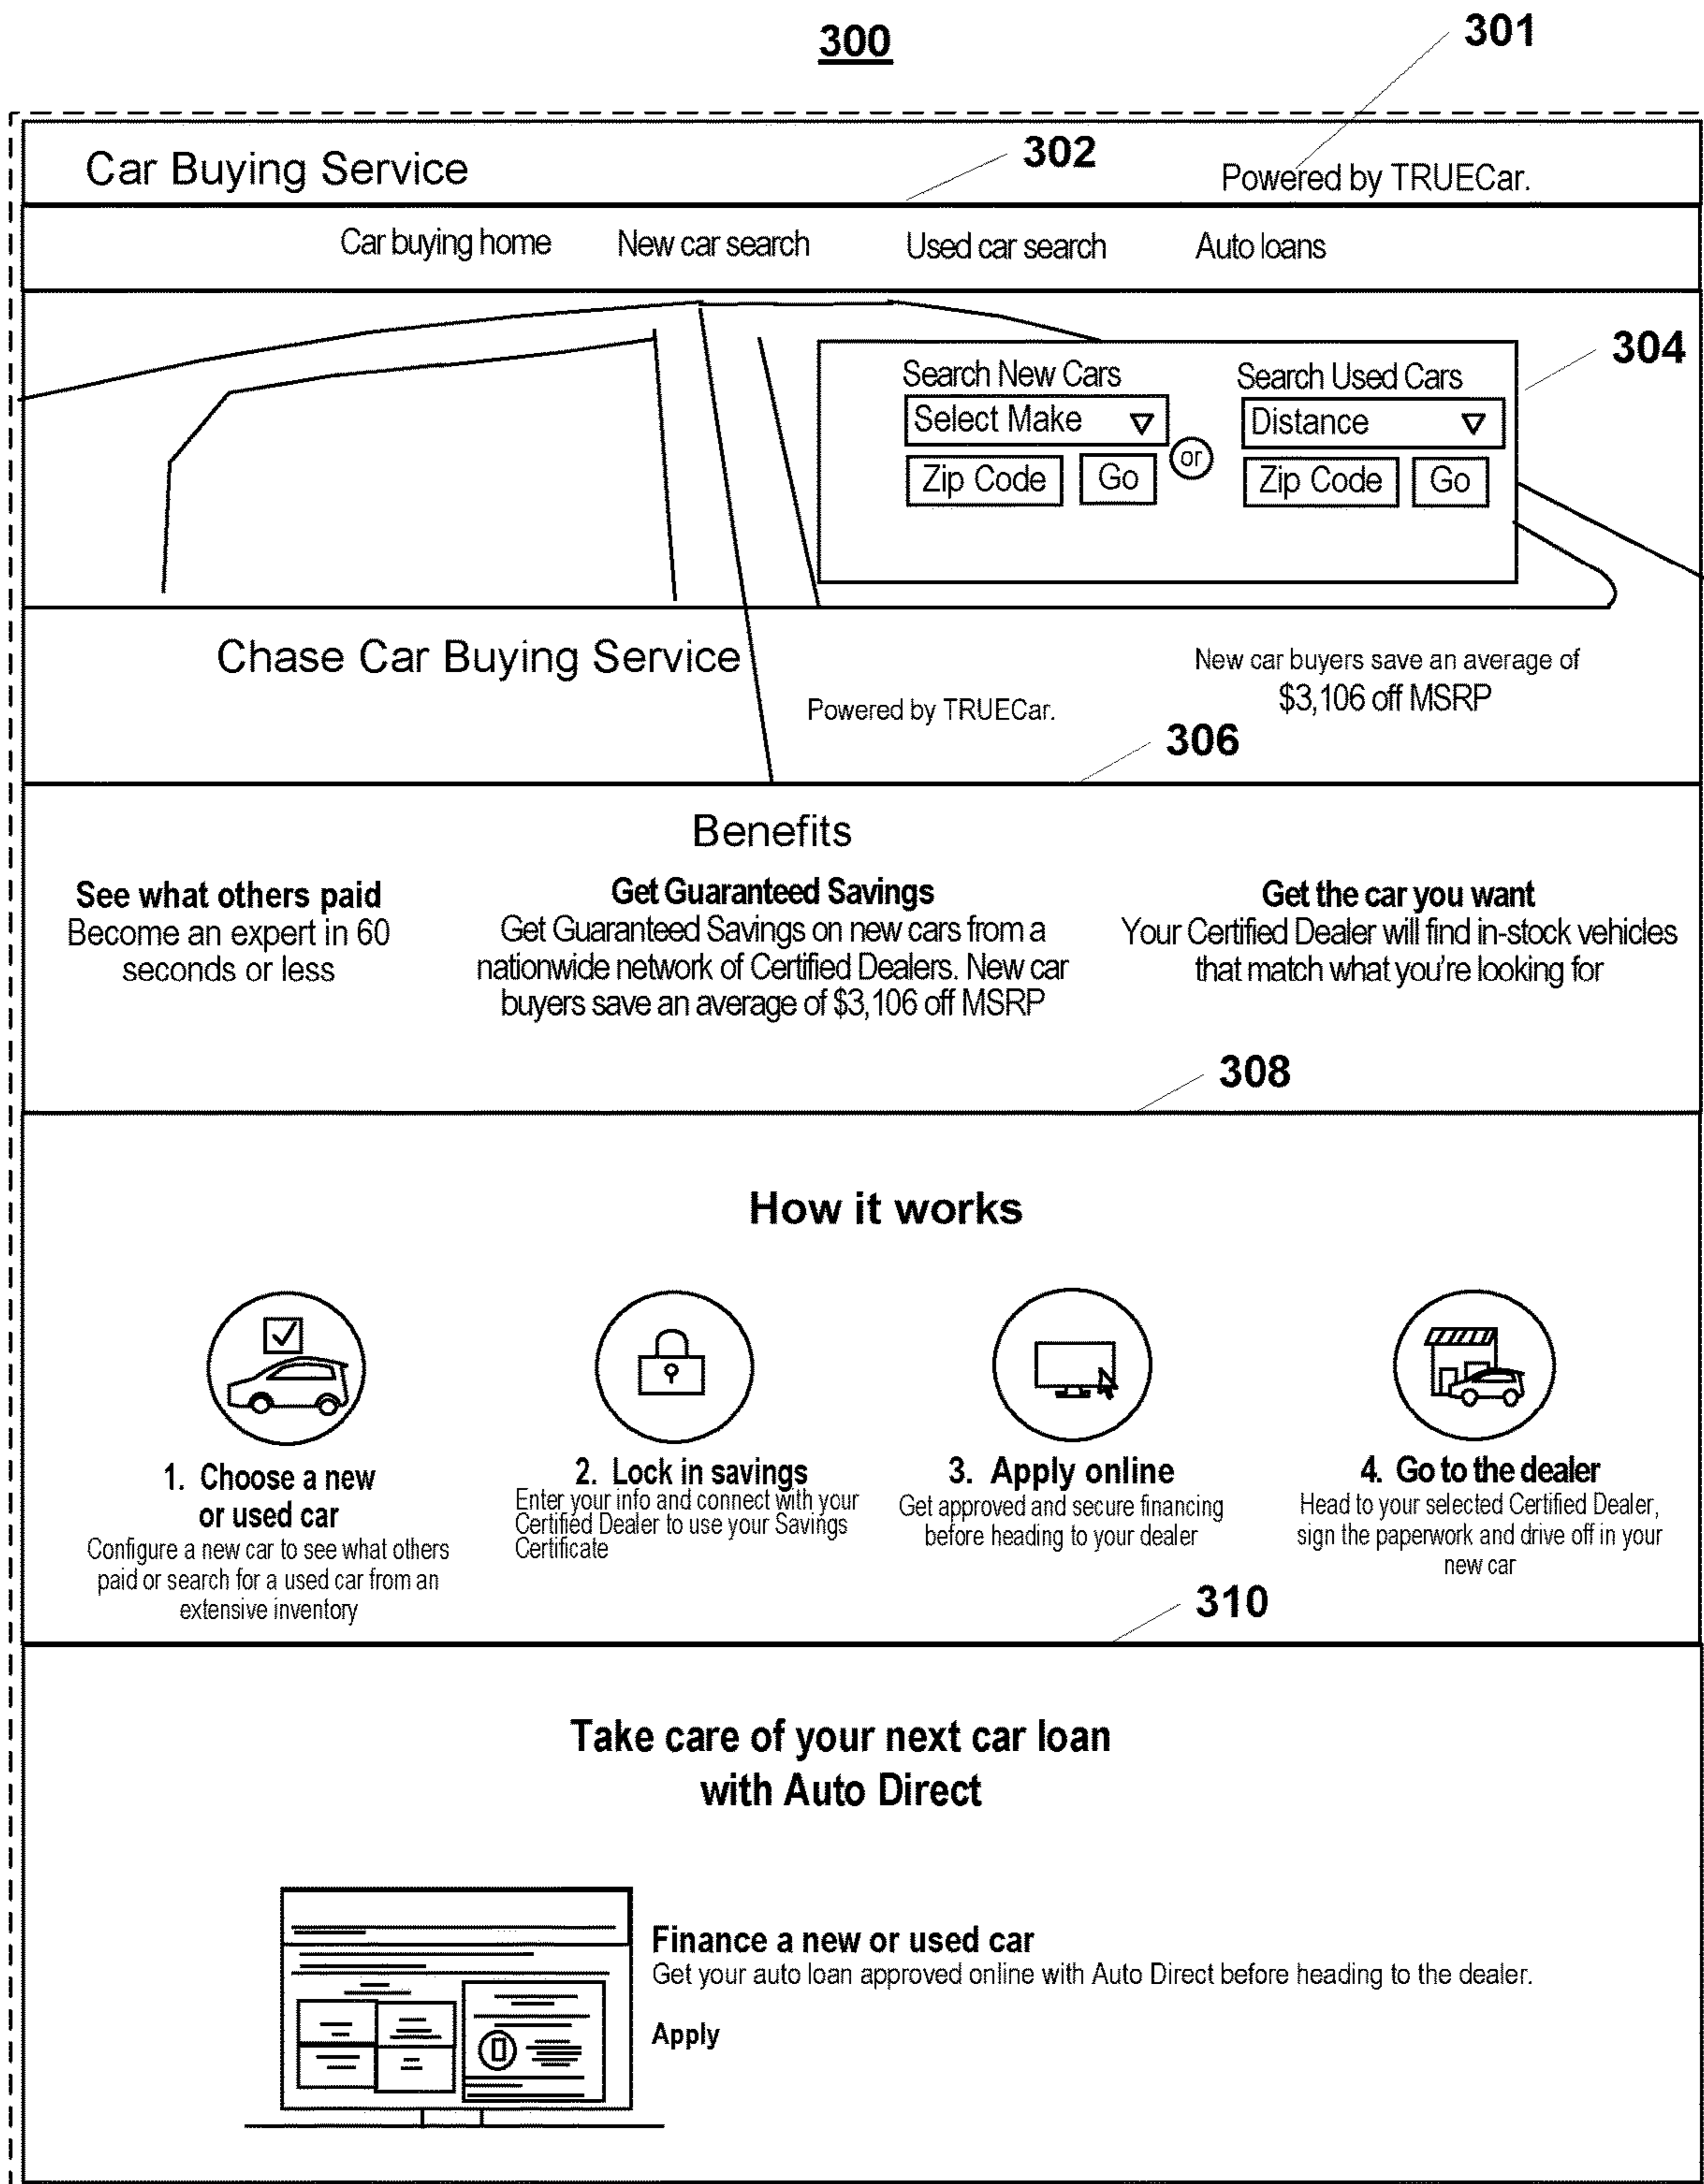 300
301
Car Buying Service
302
Powered by TRUECar.
Car buying home New car search Used car search Auto loans
304
Search New Cars
Select Make
Zip Code Go
or
Search Used Cars
Distance
Zip Code Go
Chase Car Buying Service
Powered by TRUECar.
New car buyers save an average of
$3,106 off MSRP
306
Benefits
See what others paid
Become an expert in 60
seconds or less
Get Guaranteed Savings
Get Guaranteed Savings on new cars from a
nationwide network of Certified Dealers. New car
buyers save an average of $3,106 off MSRP
Get the car you want
Your Certified Dealer will find in-stock vehicles
that match what you're looking for
308
How it works
1. Choose a new
or used car
Configure a new car to see what others
paid or search for a used car from an
extensive inventory
2. Lock in savings
Enter your info and connect with your
Certified Dealer to use your Savings
Certificate
3. Apply online
Get approved and secure financing
before heading to your dealer
4. Go to the dealer
Head to your selected Certified Dealer,
sign the paperwork and drive off in your
new car
310
Take care of your next car loan
with Auto Direct
Finance a new or used car
Get your auto loan approved online with Auto Direct before heading to the dealer.
Apply